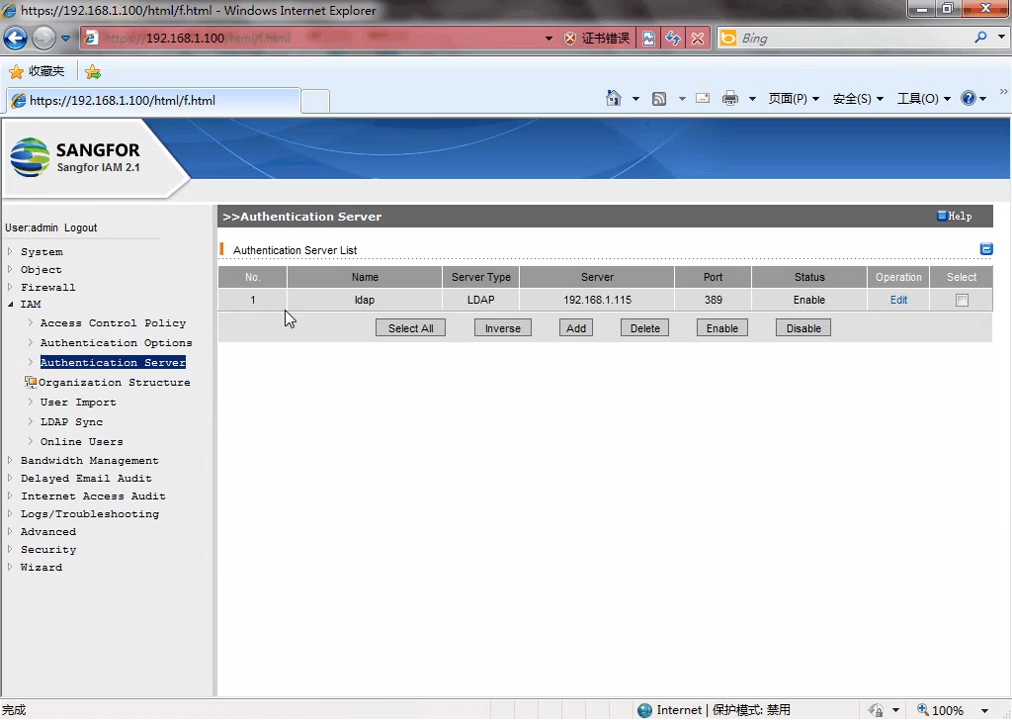 https://192.168.1.100/html/f.html - Windows Internet Explorer
https://192.168.1.100/html/f.html 证书错误 Bing
收藏夹
https://192.168.1.100/html/f.html 页面(P) 安全(S) 工具(O) »
SANGFOR
Sangfor IAM 2.1
User:admin Logout
System
Object
Firewall
IAM
Access Control Policy
Authentication Options
Authentication Server
Organization Structure
User Import
LDAP Sync
Online Users
Bandwidth Management
Delayed Email Audit
Internet Access Audit
Logs/Troubleshooting
Advanced
Security
Wizard
>>Authentication Server Help
Authentication Server List
No. Name Server Type Server Port Status Operation Select
1 ldap LDAP 192.168.1.115 389 Enable Edit
Select All Inverse Add Delete Enable Disable
完成 Internet | 保护模式: 禁用 100%